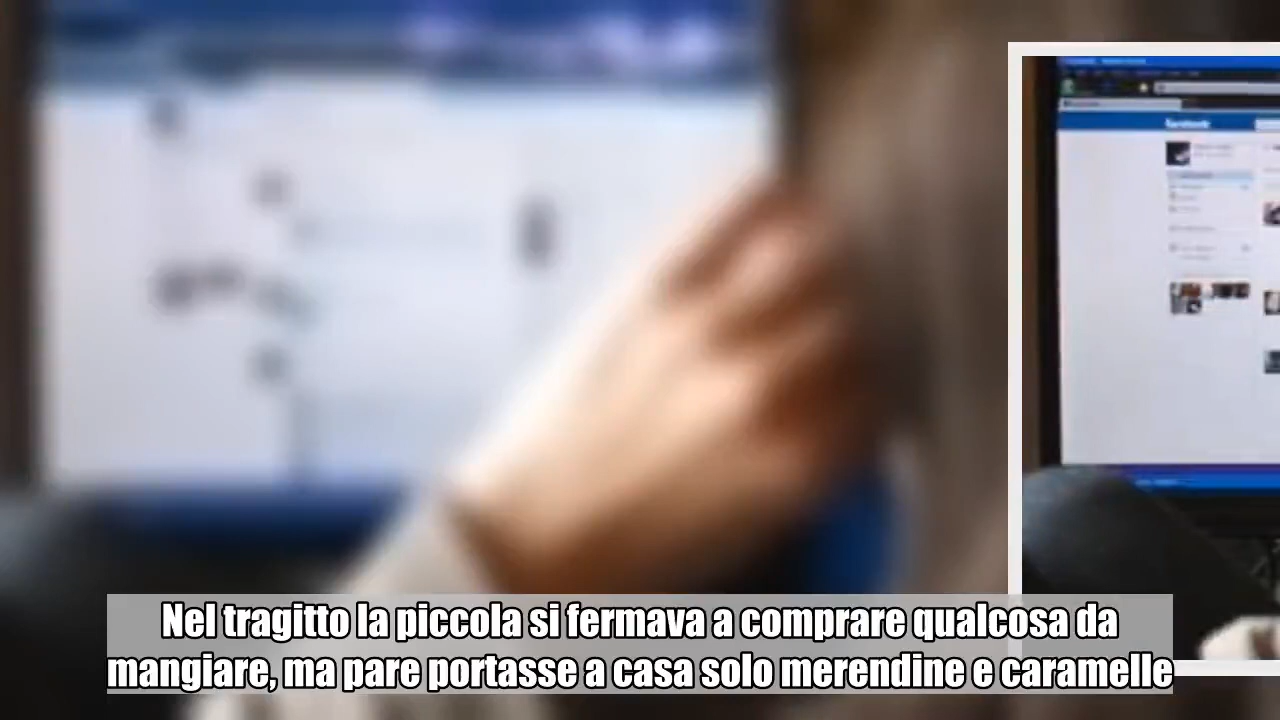 Nel tragitto la piccola si fermava a comprare qualcosa da
mangiare, ma pare portasse a casa solo merendine e caramelle